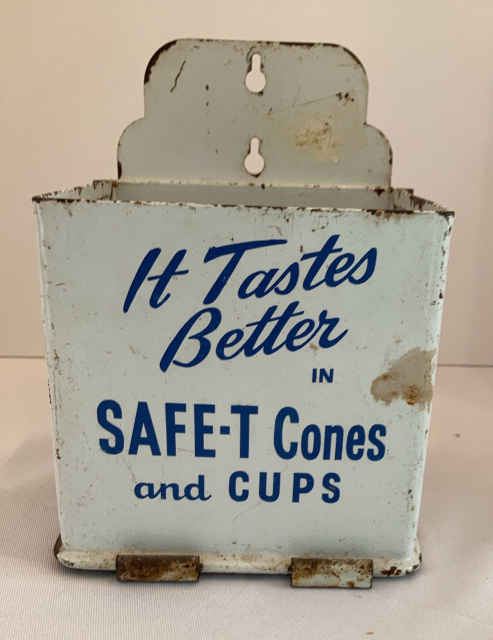 It Tastes
Better
IN
SAFE-T Cones
and CUPS